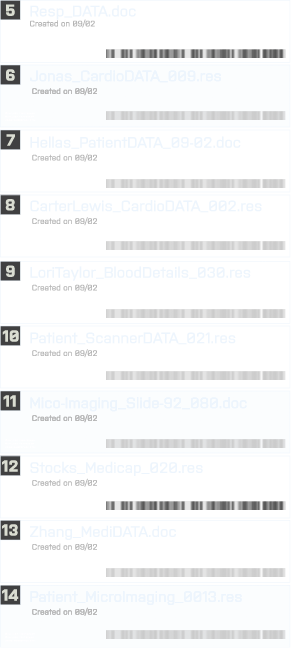 5
Resp_DATA.doc
Created on 09/02
6
Jonas_CardioDATA_009.res
Created on 09/02
7
Helias_PatientDATA_09-02.doc
Created on 09/02
8
CarterLewis_CardioDATA_002.res
Created on 09/02
9
LoriTaylor_BloodDetails_030.res
Created on 09/02
10
Patient_ScannerDATA_021.res
Created on 09/02
11
Mico-Imaging_Slide-92_080.doc
Created on 09/02
12
Stocks_Medicap_020.res
Created on 09/02
13
Zhang_MediDATA.doc
Created on 09/02
14
Patient_MicroImaging_0013.res
Created on 09/02